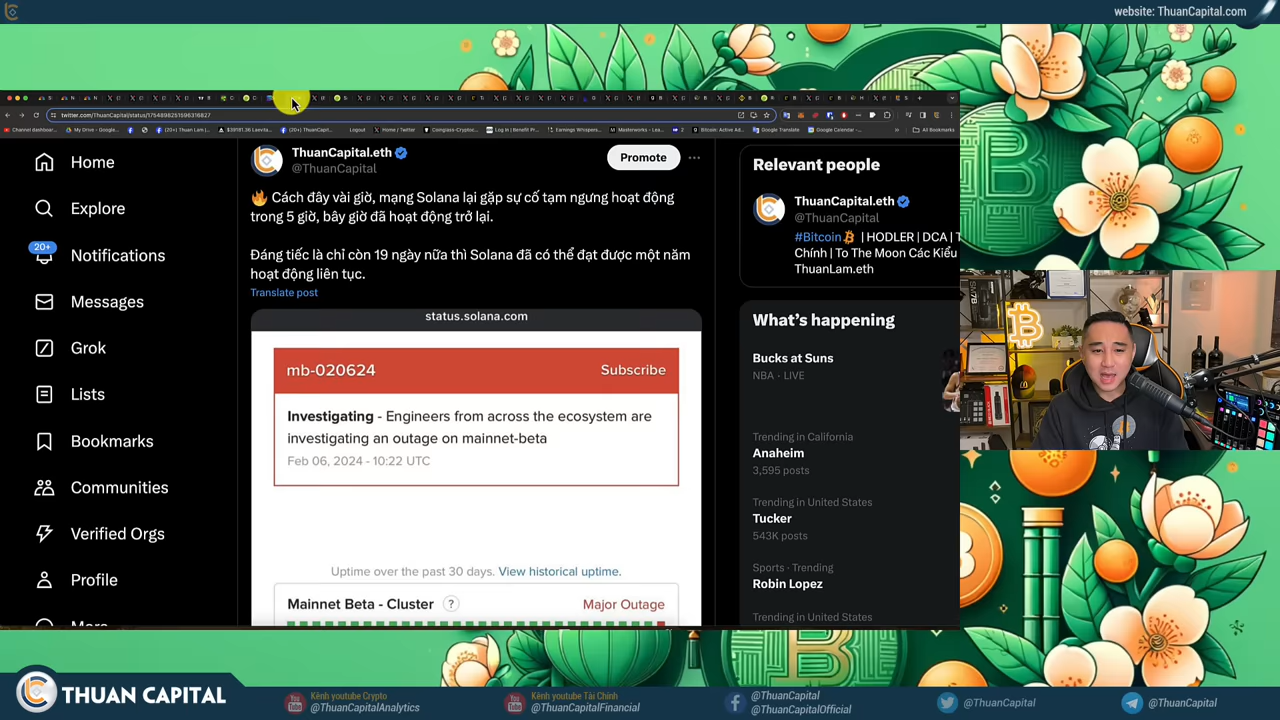 website: ThuanCapital.com
twitter.com/ThuanCapital/status/1754896251596316827
Home
Explore
20+
Notifications
Messages
Grok
Lists
Bookmarks
Communities
Verified Orgs
Profile
More
ThuanCapital.eth
@ThuanCapital
Promote
🔥 Cách đây vài giờ, mạng Solana lại gặp sự cố tạm ngưng hoạt động
trong 5 giờ, bây giờ đã hoạt động trở lại.
Đáng tiếc là chỉ còn 19 ngày nữa thì Solana đã có thể đạt được một năm
hoạt động liên tục.
Translate post
status.solana.com
mb-020624
Subscribe
Investigating - Engineers from across the ecosystem are
investigating an outage on mainnet-beta
Feb 06, 2024 - 10:22 UTC
Uptime over the past 30 days. View historical uptime.
Mainnet Beta - Cluster ?
Major Outage
Relevant people
ThuanCapital.eth
@ThuanCapital
#Bitcoin | HODLER | DCA | T
Chính | To The Moon Các Kiểu
ThuanLam.eth
What's happening
Bucks at Suns
NBA · LIVE
Trending in California
Anaheim
3,595 posts
Trending in United States
Tucker
543K posts
Sports · Trending
Robin Lopez
Trending in United States
THUAN CAPITAL
Kênh youtube Crypto
@ThuanCapitalAnalytics
Kênh youtube Tài Chính
@ThuanCapitalFinancial
@ThuanCapital
@ThuanCapitalOfficial
@ThuanCapital
@ThuanCapital